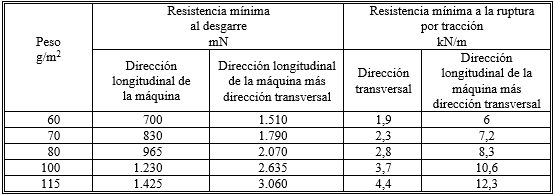 Peso
g/m2
Resistencia mínima
al desgarre
mN
Resistencia mínima a la ruptura
por tracción
kN/m
Dirección
longitudinal de
la máquina
Dirección longitudinal
de la máquina más
dirección transversal
Dirección
transversal
Dirección
longitudinal de la
máquina más
dirección transversal
60 700 1.510 1,9 6
70 830 1.790 2,3 7,2
80 965 2.070 2,8 8,3
100 1.230 2.635 3,7 10,6
115 1.425 3.060 4,4 12,3